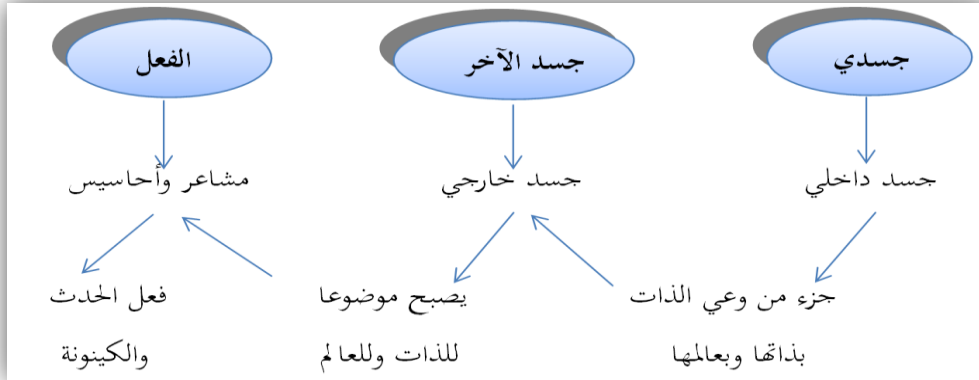 جسدي
جسد الآخر
الفعل
جسد داخلي
جسد خارجي
مشاعر وأحاسيس
جزء من وعي الذات
بذاتها وبعالمها
يصبح موضوعا
للذات وللعالم
فعل الحدث
والكينونة